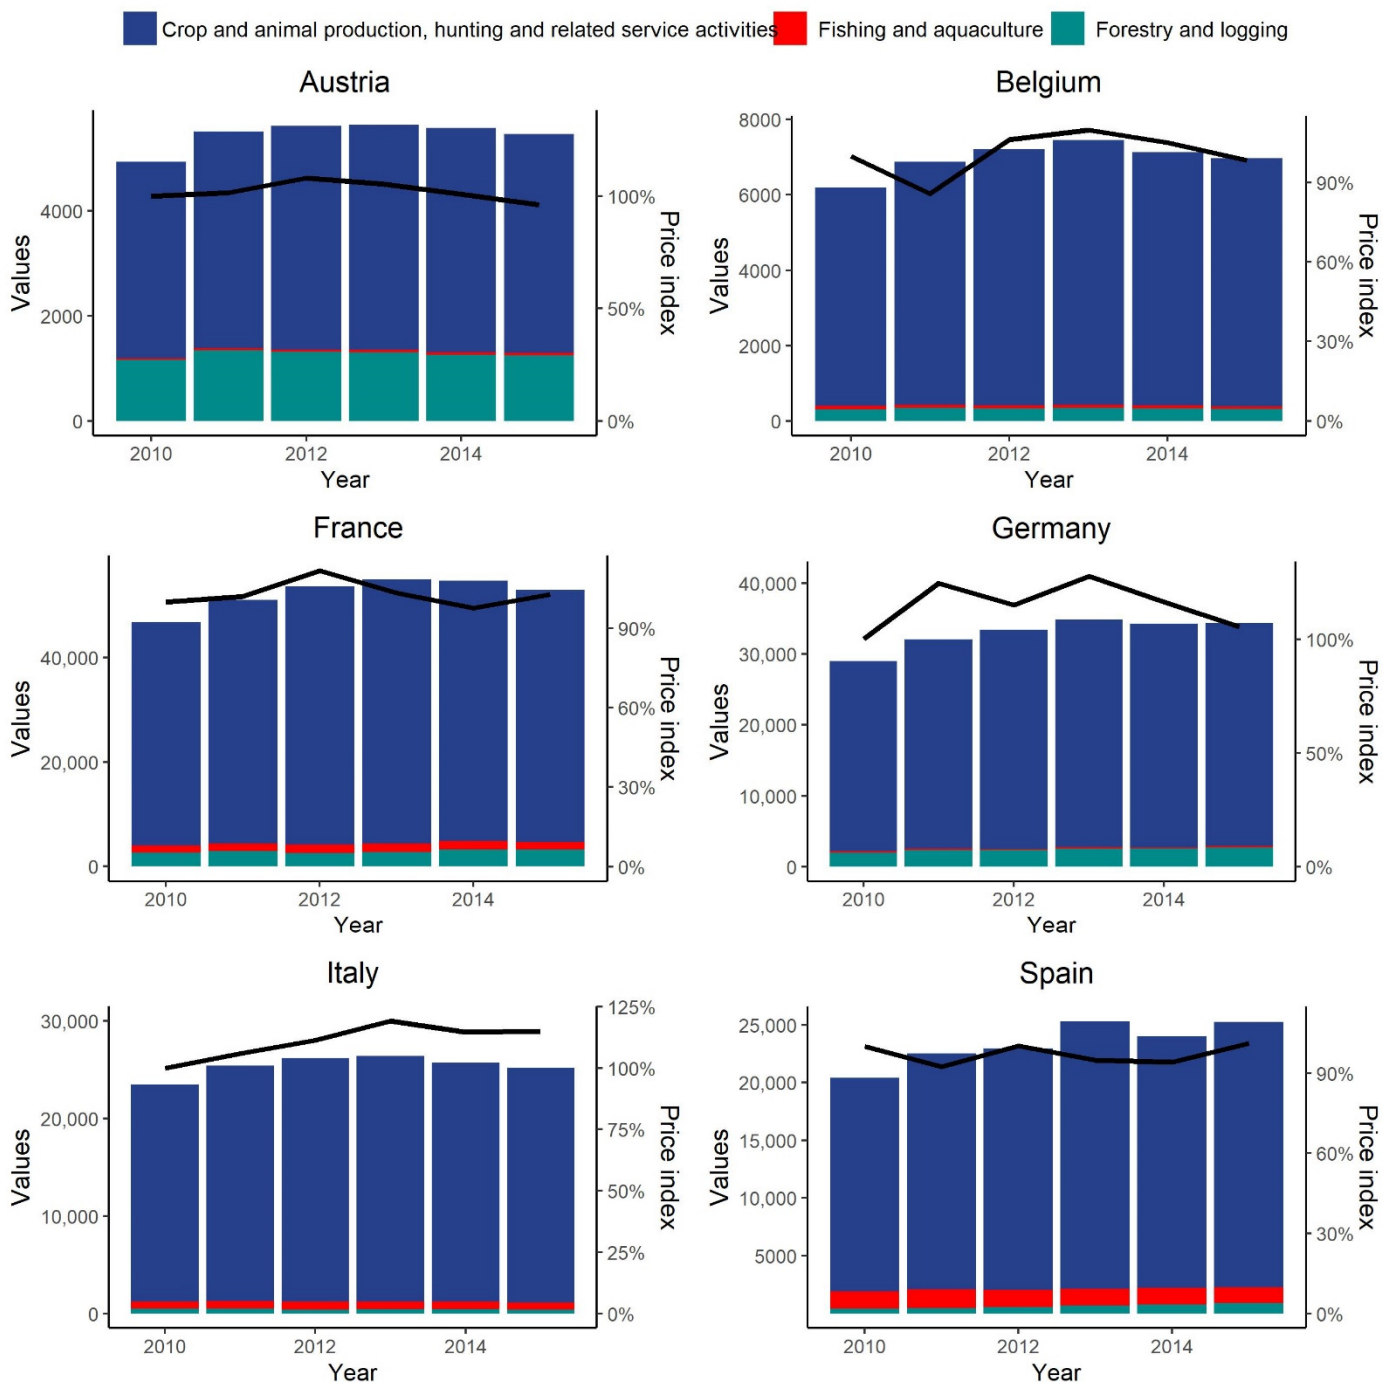 Crop and animal production, hunting and related service activities Fishing and aquaculture Forestry and logging
Austria
Values
4000
2000
0
100%
50%
0%
Price index
2010 2012 2014
Year
Belgium
Vanes
8000
6000
4000
2000
0
90%
60%
30%
0%
Price index
2010 2012 2014
Year
France
Values
40,000
20,000
0
90%
60%
30%
0%
Price index
2010 2012 2014
Year
Germany
Values
40,000
30,000
20,000
10,000
0
100%
50%
0%
Price index
2010 2012 2014
Year
Italy
Values
30,000
20,000
10,000
0
125%
100%
75%
50%
25%
0%
Price index
2010 2012 2014
Year
Spain
Values
25,000
20,000
15,000
10,000
5000
90%
60%
30%
0%
Price index
2010 2012 2014
Year